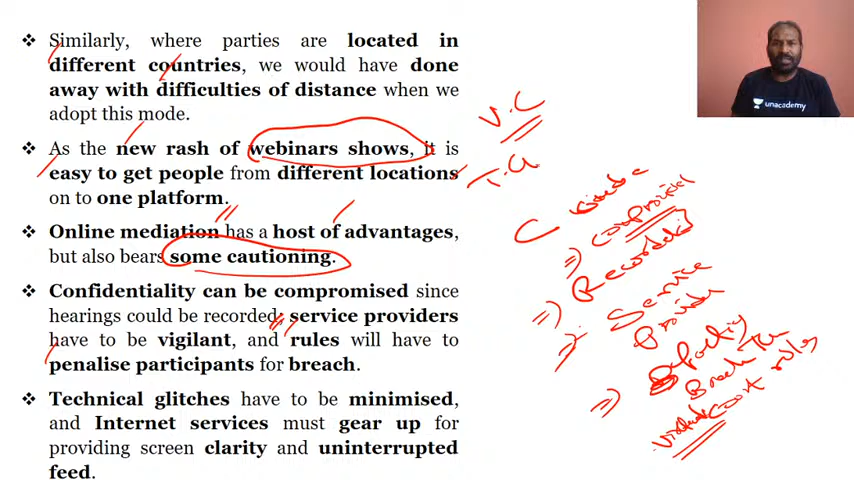 ❖ Similarly, where parties are located in
different countries, we would have done
away with difficulties of distance when we
adopt this mode.
❖ As the new rash of webinars shows, it is
easy to get people from different locations
on to one platform.
❖ Online mediation has a host of advantages,
but also bears some cautioning.
❖ Confidentiality can be compromised since
hearings could be recorded; service providers
have to be vigilant, and rules will have to
penalise participants for breach.
❖ Technical glitches have to be minimised,
and Internet services must gear up for
providing screen clarity and uninterrupted
feed.
unacademy
V.C
T.G
C
=>
=> Recorded
=> Service
Provider
=>